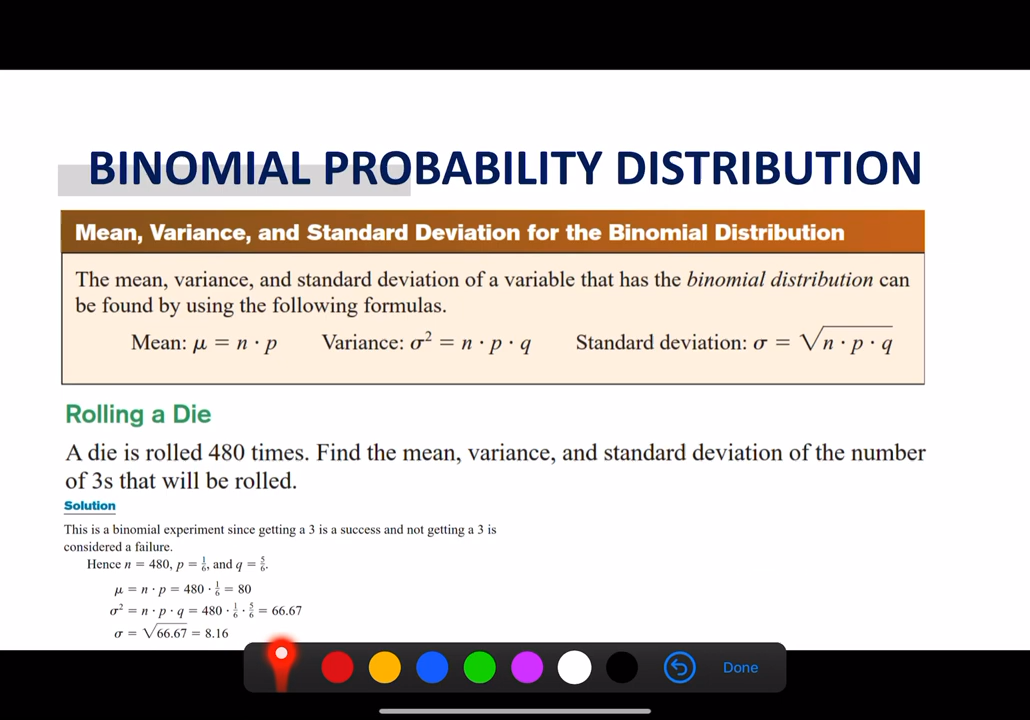 BINOMIAL PROBABILITY DISTRIBUTION
Mean, Variance, and Standard Deviation for the Binomial Distribution
The mean, variance, and standard deviation of a variable that has the binomial distribution can
be found by using the following formulas.
Mean: μ = n · p Variance: σ² = n · p · q Standard deviation: σ = √n · p · q
Rolling a Die
A die is rolled 480 times. Find the mean, variance, and standard deviation of the number
of 3s that will be rolled.
Solution
This is a binomial experiment since getting a 3 is a success and not getting a 3 is
considered a failure.
Hence n = 480, p = 1/6, and q = 5/6.
μ = n · p = 480 · 1/6 = 80
σ² = n · p · q = 480 · 1/6 · 5/6 = 66.67
σ = √66.67 = 8.16
Done